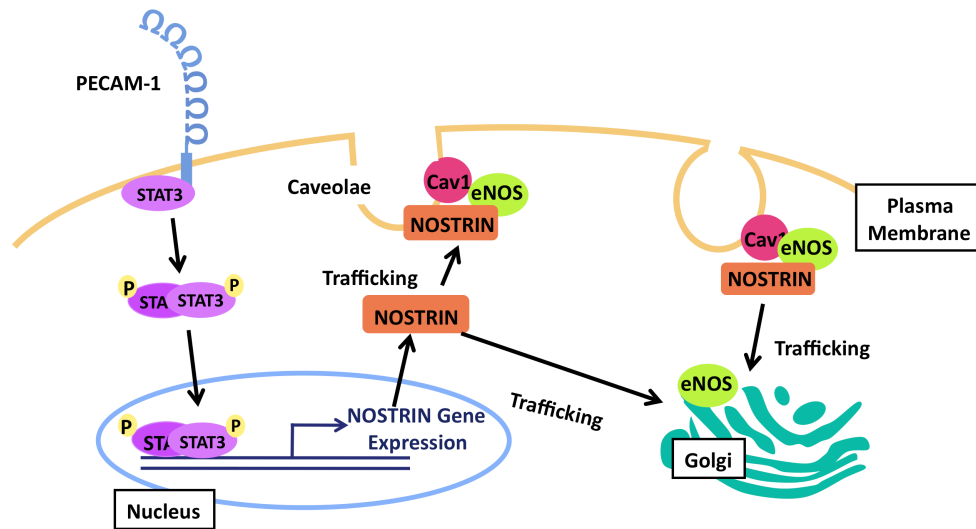 PECAM-1
STAT3
Caveolae
Cav1
eNOS
NOSTRIN
Plasma
Membrane
Cav1
eNOS
NOSTRIN
P
STA
STAT3
P
Trafficking
NOSTRIN
Trafficking
Trafficking
eNOS
P
STA
STAT3
P
NOSTRIN Gene
Expression
Golgi
Nucleus